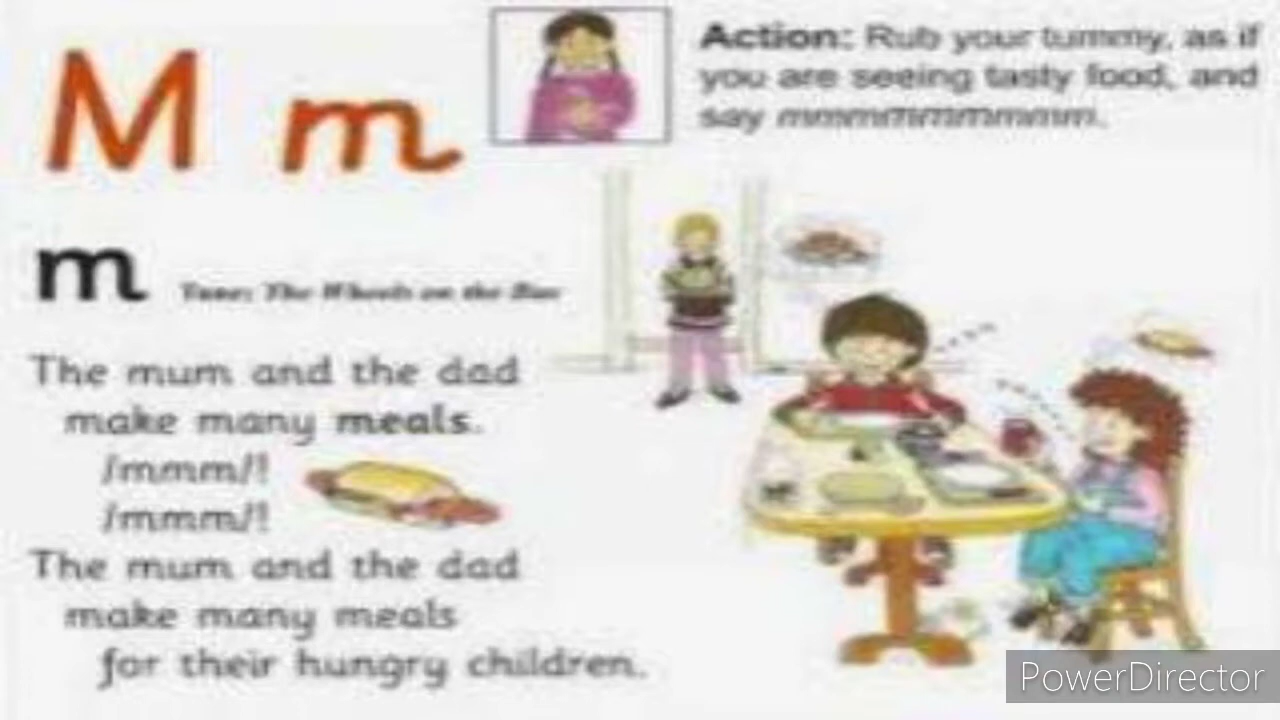 M m
Action: Rub your tummy, as if
you are seeing tasty food, and
say mmmmmmmmmm.
m
Tune: The Wheels on the Bus
The mum and the dad
make many meals.
/mmm/!
/mmm/!
The mum and the dad
make many meals
for their hungry children.
PowerDirector